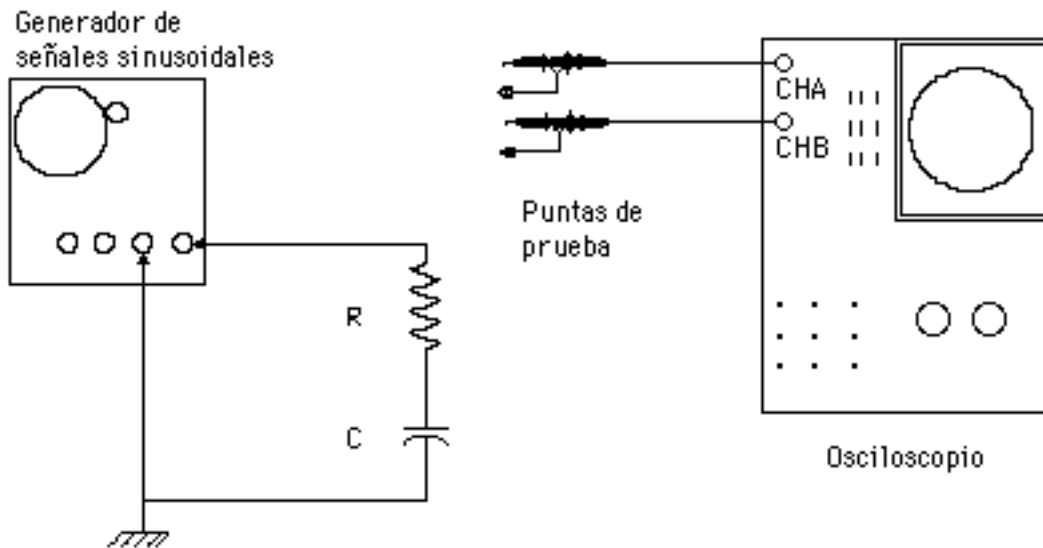 Generador de
señales sinusoidales
CHA
CHB
Puntas de
prueba
R
C
Osciloscopio